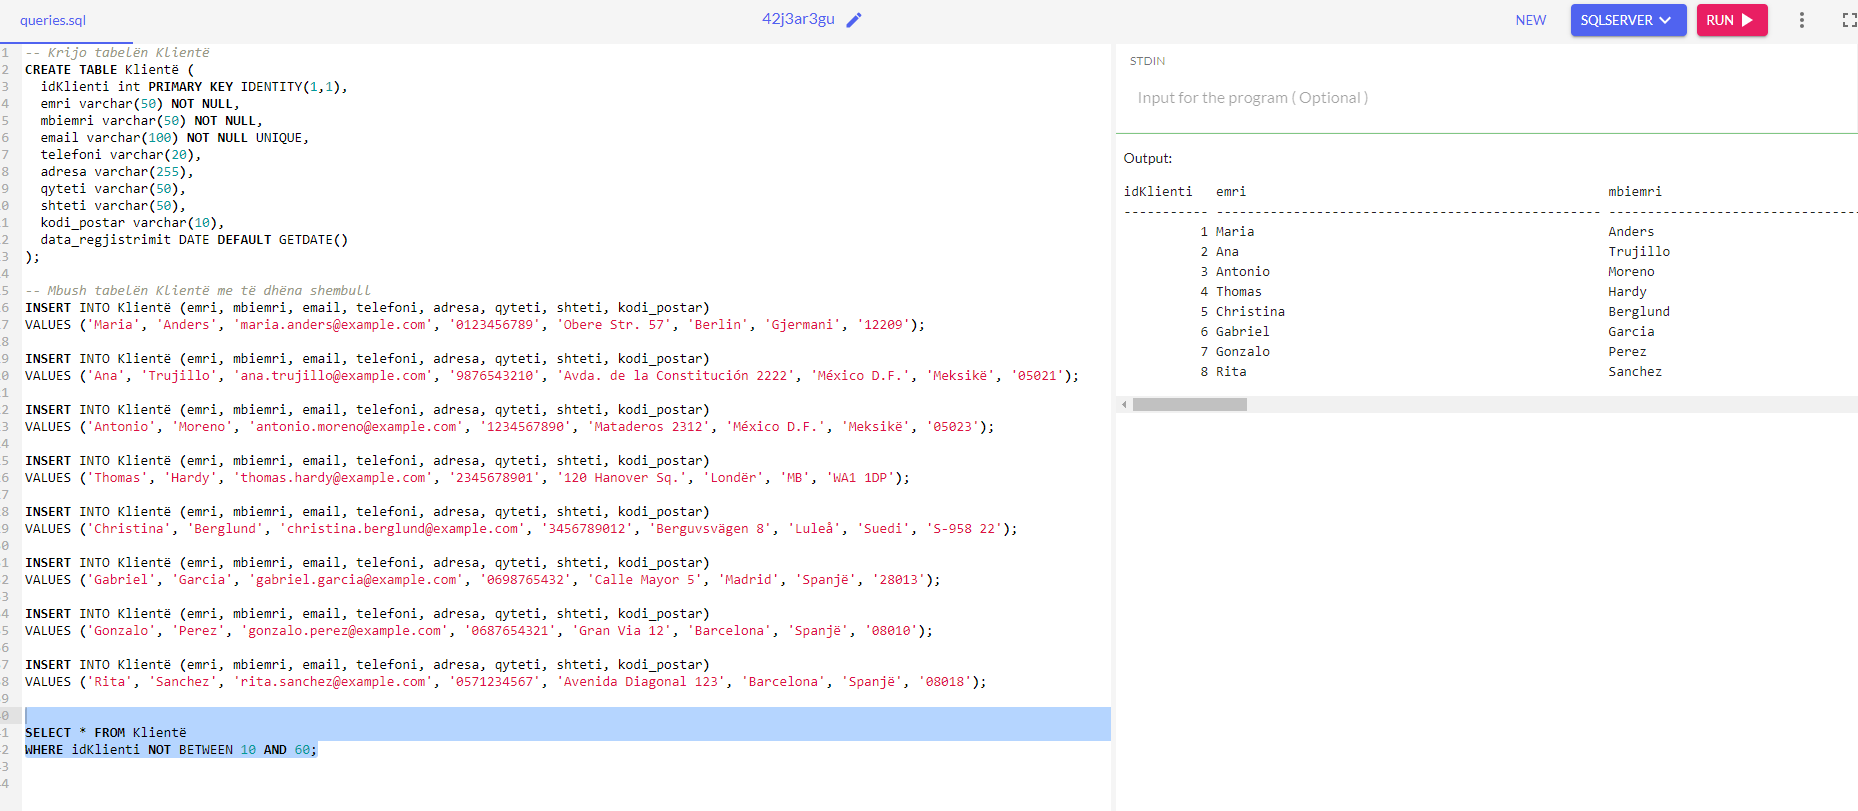 queries.sql
42j3ar3gu
NEW
SQLSERVER
RUN
1 -- Krijo tabelën Klientë
2 CREATE TABLE Klientë (
3 idKlienti int PRIMARY KEY IDENTITY(1,1),
4 emri varchar(50) NOT NULL,
5 mbiemri varchar(50) NOT NULL,
6 email varchar(100) NOT NULL UNIQUE,
7 telefoni varchar(20),
8 adresa varchar(255),
9 qyteti varchar(50),
0 shteti varchar(50),
1 kodi_postar varchar(10),
2 data_regjistrimit DATE DEFAULT GETDATE()
3 );
4
5 -- Mbush tabelën Klientë me të dhëna shembull
6 INSERT INTO Klientë (emri, mbiemri, email, telefoni, adresa, qyteti, shteti, kodi_postar)
7 VALUES ('Maria', 'Anders', 'maria.anders@example.com', '0123456789', 'Obere Str. 57', 'Berlin', 'Gjermani', '12209');
8
9 INSERT INTO Klientë (emri, mbiemri, email, telefoni, adresa, qyteti, shteti, kodi_postar)
0 VALUES ('Ana', 'Trujillo', 'ana.trujillo@example.com', '9876543210', 'Avda. de la Constitución 2222', 'México D.F.', 'Meksikë', '05021');
1
2 INSERT INTO Klientë (emri, mbiemri, email, telefoni, adresa, qyteti, shteti, kodi_postar)
3 VALUES ('Antonio', 'Moreno', 'antonio.moreno@example.com', '1234567890', 'Mataderos 2312', 'México D.F.', 'Meksikë', '05023');
4
5 INSERT INTO Klientë (emri, mbiemri, email, telefoni, adresa, qyteti, shteti, kodi_postar)
6 VALUES ('Thomas', 'Hardy', 'thomas.hardy@example.com', '2345678901', '120 Hanover Sq.', 'Londër', 'MB', 'WA1 1DP');
7
8 INSERT INTO Klientë (emri, mbiemri, email, telefoni, adresa, qyteti, shteti, kodi_postar)
9 VALUES ('Christina', 'Berglund', 'christina.berglund@example.com', '3456789012', 'Berguvsvägen 8', 'Luleå', 'Suedi', 'S-958 22');
0
1 INSERT INTO Klientë (emri, mbiemri, email, telefoni, adresa, qyteti, shteti, kodi_postar)
2 VALUES ('Gabriel', 'Garcia', 'gabriel.garcia@example.com', '0698765432', 'Calle Mayor 5', 'Madrid', 'Spanjë', '28013');
3
4 INSERT INTO Klientë (emri, mbiemri, email, telefoni, adresa, qyteti, shteti, kodi_postar)
5 VALUES ('Gonzalo', 'Perez', 'gonzalo.perez@example.com', '0687654321', 'Gran Via 12', 'Barcelona', 'Spanjë', '08010');
6
7 INSERT INTO Klientë (emri, mbiemri, email, telefoni, adresa, qyteti, shteti, kodi_postar)
8 VALUES ('Rita', 'Sanchez', 'rita.sanchez@example.com', '0571234567', 'Avenida Diagonal 123', 'Barcelona', 'Spanjë', '08018');
9
0
1 SELECT * FROM Klientë
2 WHERE idKlienti NOT BETWEEN 10 AND 60;
3
4
STDIN
Input for the program ( Optional )
Output:
idKlienti emri mbiemri
----------- -------------------------------------------------- --------------------------------
1 Maria Anders
2 Ana Trujillo
3 Antonio Moreno
4 Thomas Hardy
5 Christina Berglund
6 Gabriel Garcia
7 Gonzalo Perez
8 Rita Sanchez